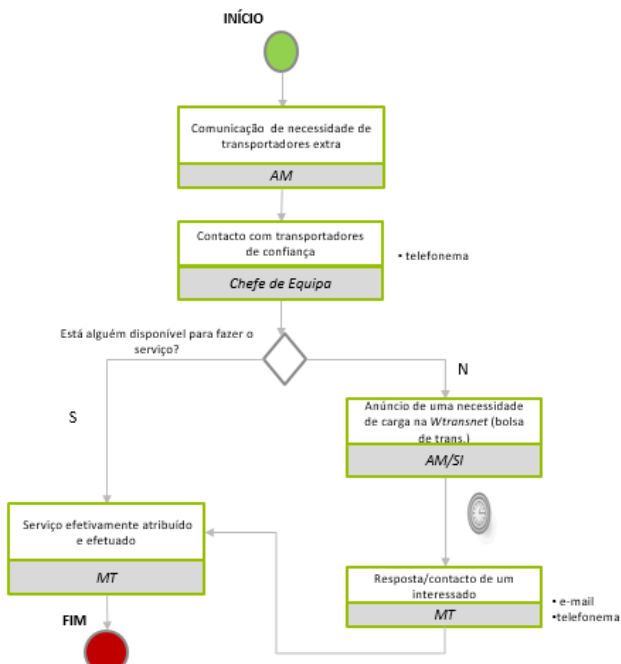 INÍCIO
Comunicação de necessidade de
transportadores extra
AM
Contacto com transportadores
de confiança
• telefonema
Chefe de Equipa
Está alguém disponível para fazer o
serviço?
N
S
Anúncio de uma necessidade
de carga na Wtransnet (bolsa
de trans.)
AM/SI
Serviço efetivamente atribuído
e efetuado
MT
Resposta/contacto de um
interessado
MT
• e-mail
•telefonema
FIM